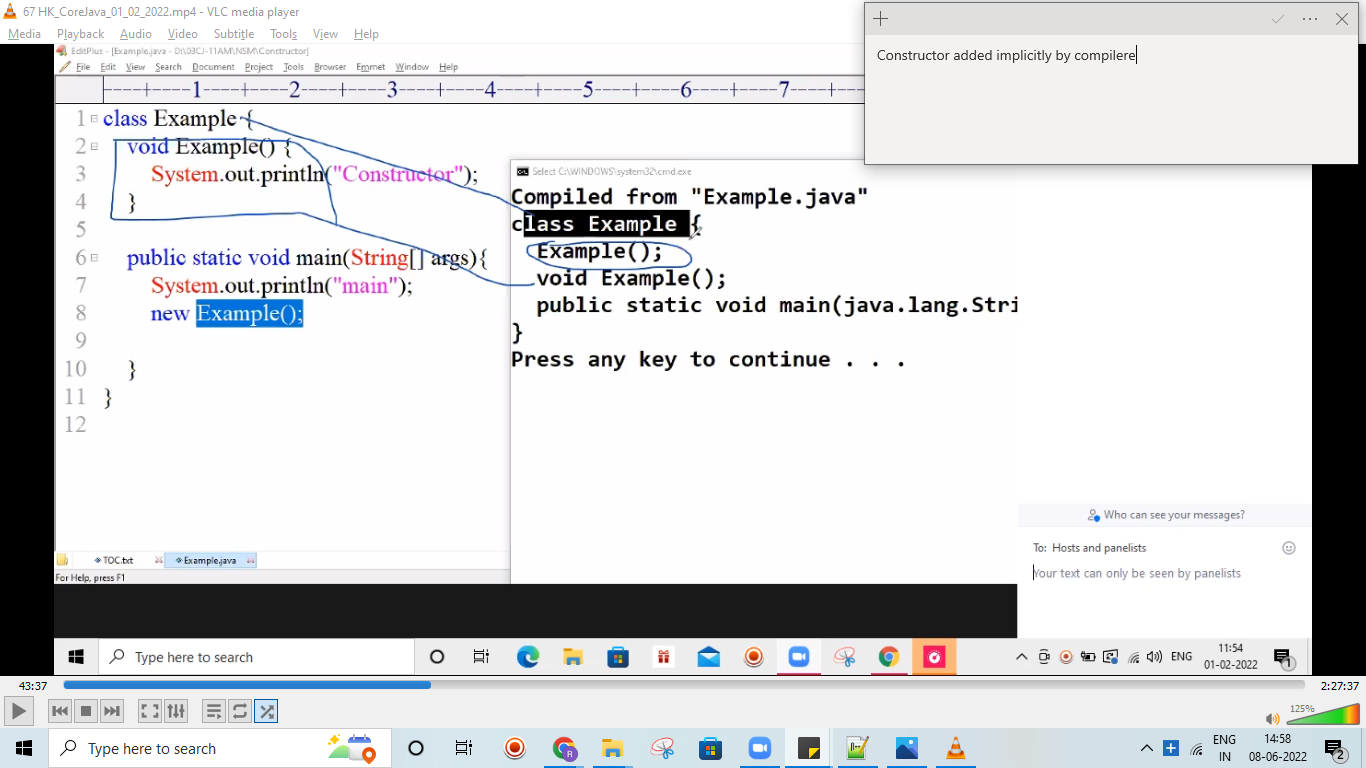 67 HK_CoreJava_01_02_2022.mp4 - VLC media player
Media Playback Audio Video Subtitle Tools View Help
Constructor added implicitly by compilere
EditPlus - [Example.java - D:\03CJ-11AM\NSM\Constructor]
File Edit View Search Document Project Tools Browser Emmet Window Help
----+----1----+----2----+----3----+----4----+----5----+----6----+----7----+--
1 class Example {
2 void Example() {
3 System.out.println("Constructor");
4 }
5
6 public static void main(String[] args){
7 System.out.println("main");
8 new Example();
9
10 }
11 }
12
Select C:\WINDOWS\system32\cmd.exe
Compiled from "Example.java"
class Example {
Example();
void Example();
public static void main(java.lang.Stri
}
Press any key to continue . . .
Who can see your messages?
To: Hosts and panelists
Your text can only be seen by panelists
TOC.txt Example.java
For Help, press F1
Type here to search
ENG
11:54
01-02-2022
1
43:37
2:27:37
125%
Type here to search
R
ENG
IN
14:58
08-06-2022
2